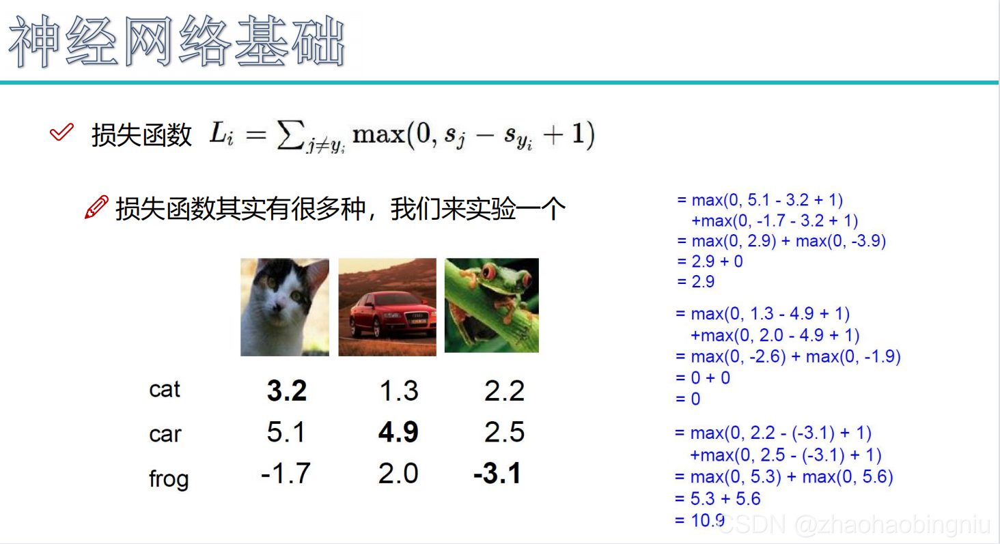 神经网络基础
损失函数 L_i = ∑_{j≠y_i} max(0, s_j − s_{y_i} + 1)
损失函数其实有很多种，我们来实验一个
cat 3.2 1.3 2.2
car 5.1 4.9 2.5
frog -1.7 2.0 -3.1
= max(0, 5.1 - 3.2 + 1)
+max(0, -1.7 - 3.2 + 1)
= max(0, 2.9) + max(0, -3.9)
= 2.9 + 0
= 2.9
= max(0, 1.3 - 4.9 + 1)
+max(0, 2.0 - 4.9 + 1)
= max(0, -2.6) + max(0, -1.9)
= 0 + 0
= 0
= max(0, 2.2 - (-3.1) + 1)
+max(0, 2.5 - (-3.1) + 1)
= max(0, 5.3) + max(0, 5.6)
= 5.3 + 5.6
= 10.9
CSDN @zhaohaobingniu